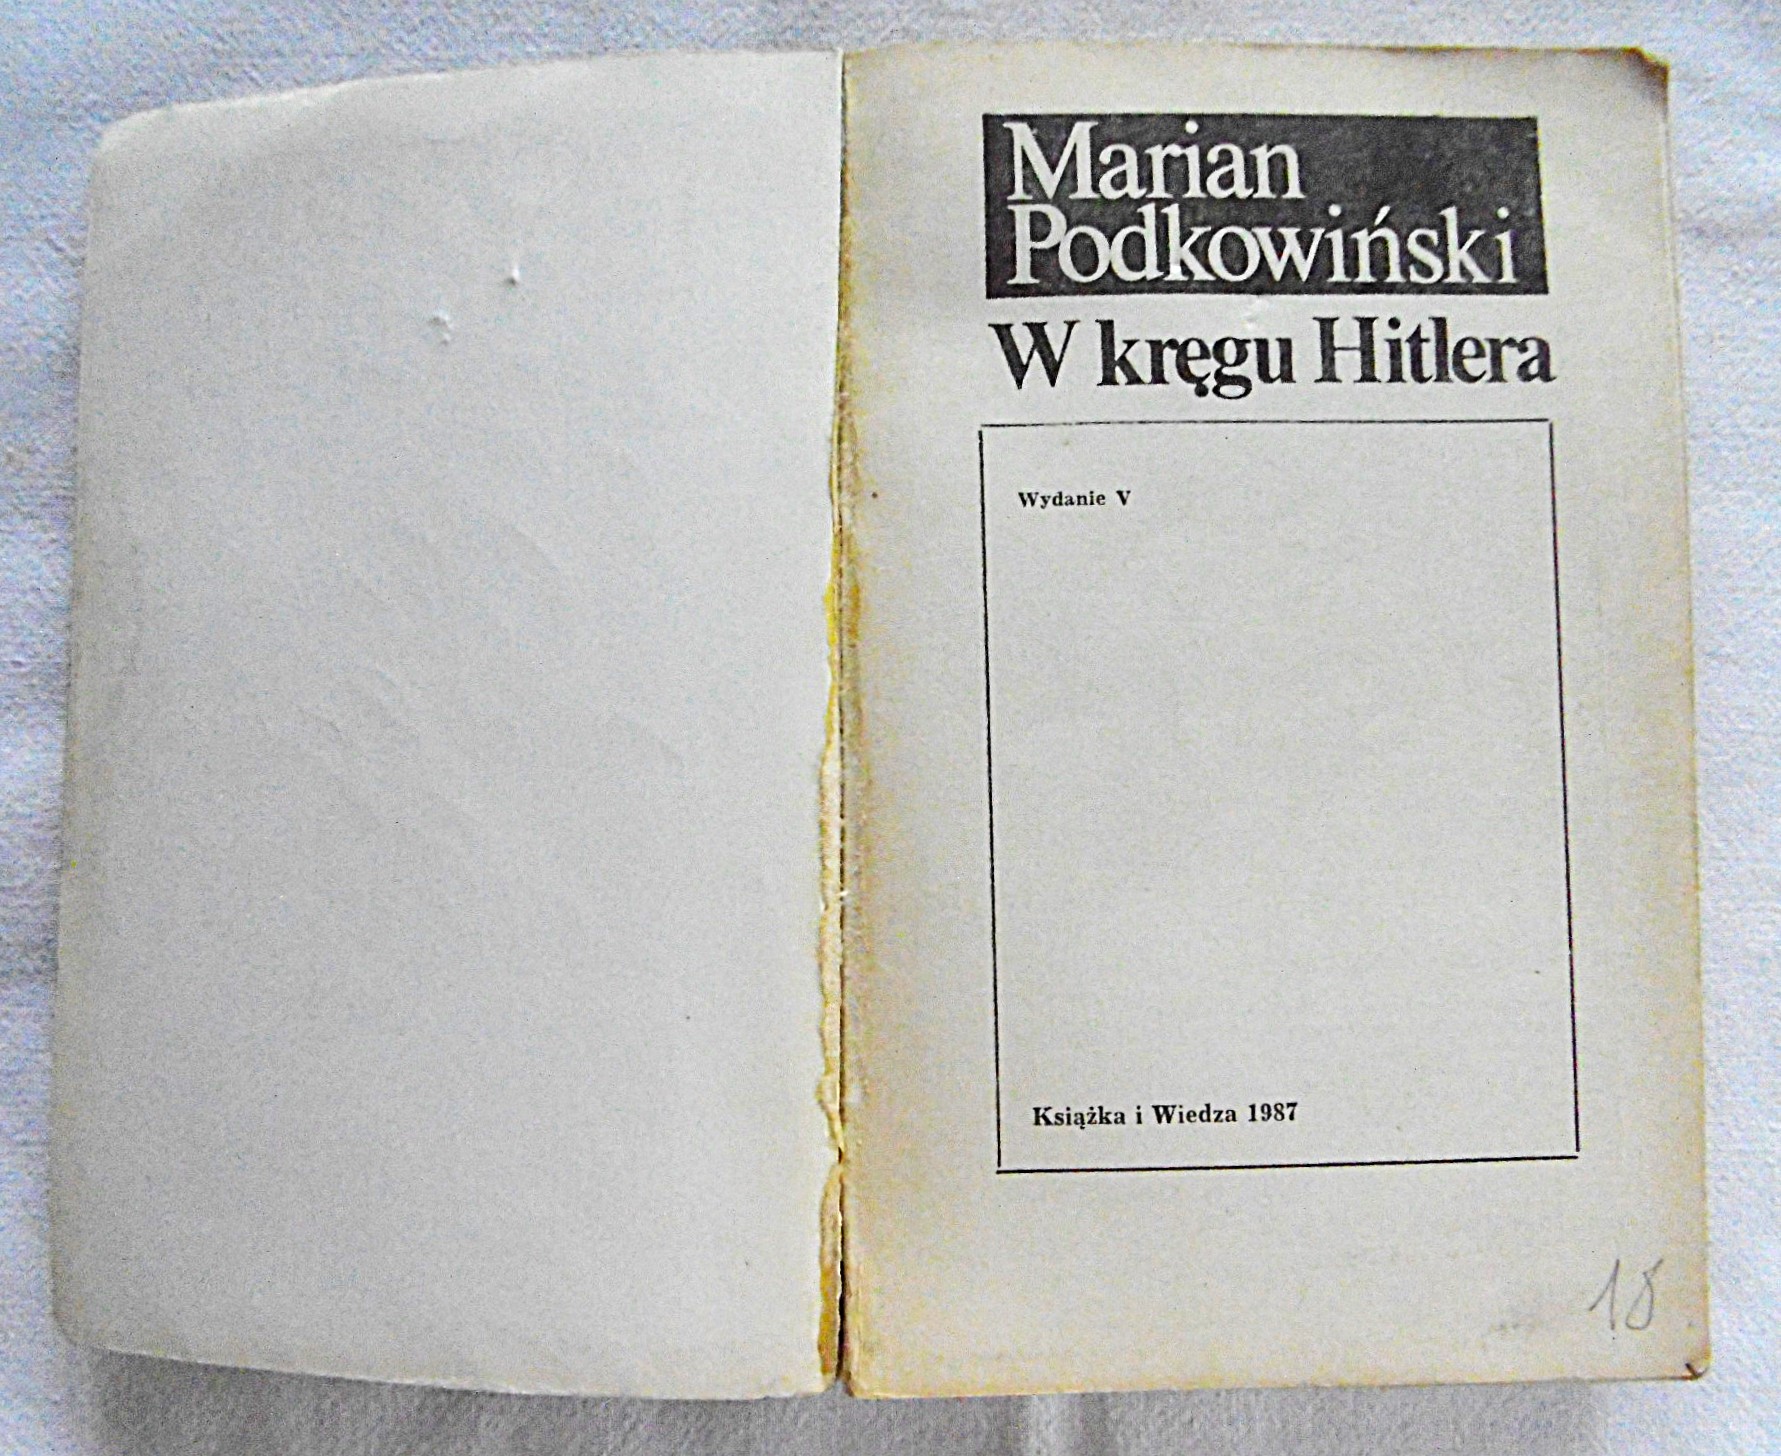 Marian
Podkowiński
W kręgu Hitlera
Wydanie V
Książka i Wiedza 1987
18